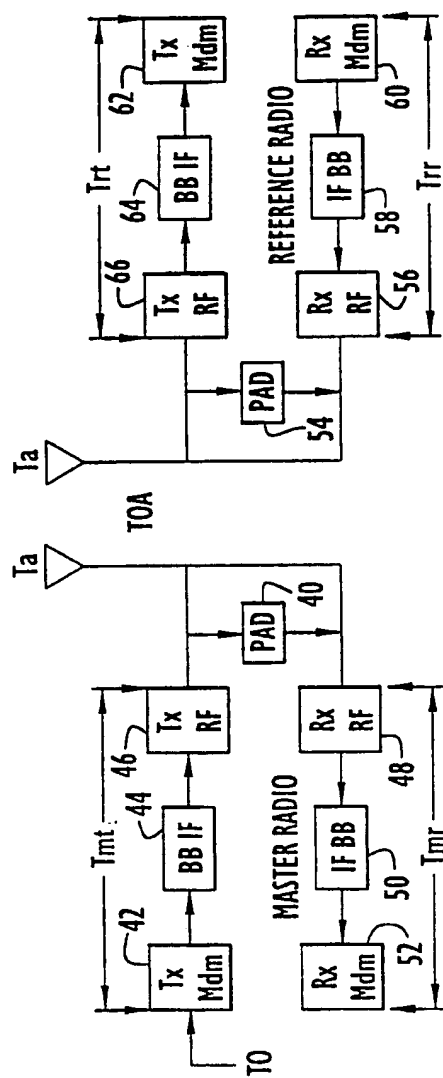 Ta
Ta
TOA
Tmt
Trt
42
44
46
66
64
62
TO
Tx
Mdm
BB IF
Tx
RF
Tx
RF
BB IF
Tx
Mdm
PAD
40
PAD
54
MASTER RADIO
REFERENCE RADIO
Rx
Mdm
IF BB
Rx
RF
Rx
RF
IF BB
Rx
Mdm
52
50
48
56
58
60
Tmr
Trr